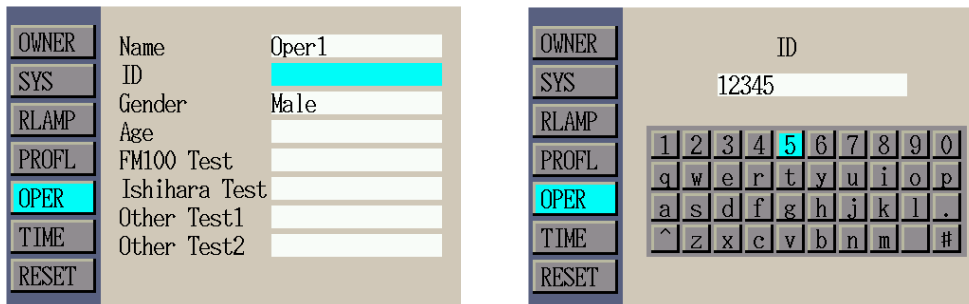 OWNER
SYS
RLAMP
PROFL
OPER
TIME
RESET
Name Oper1
ID
Gender Male
Age
FM100 Test
Ishihara Test
Other Test1
Other Test2
OWNER
SYS
RLAMP
PROFL
OPER
TIME
RESET
ID
12345
1 2 3 4 5 6 7 8 9 0
q w e r t y u i o p
a s d f g h j k l .
^ z x c v b n m #